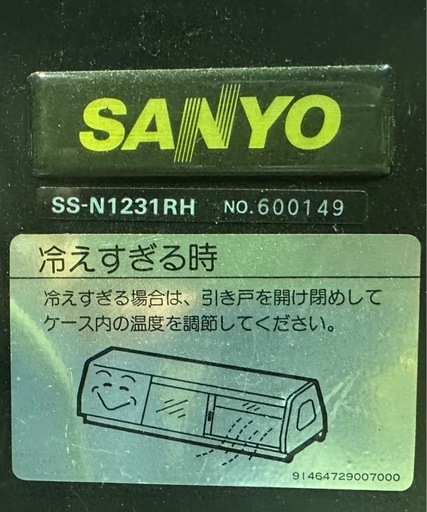 SANYO
SS-N1231RH NO.600149
冷えすぎる時
冷えすぎる場合は、引き戸を開け閉めして
ケース内の温度を調節してください。
91464729007000